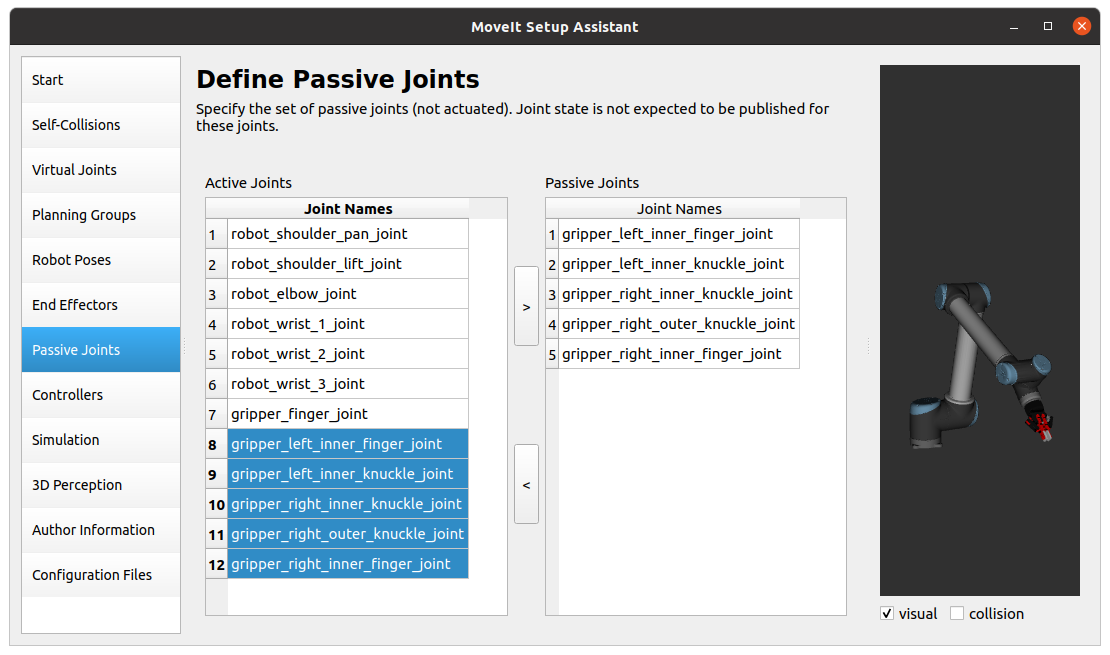 MoveIt Setup Assistant
Start
Self-Collisions
Virtual Joints
Planning Groups
Robot Poses
End Effectors
Passive Joints
Controllers
Simulation
3D Perception
Author Information
Configuration Files
Define Passive Joints
Specify the set of passive joints (not actuated). Joint state is not expected to be published for
these joints.
Active Joints
Joint Names
1 robot_shoulder_pan_joint
2 robot_shoulder_lift_joint
3 robot_elbow_joint
4 robot_wrist_1_joint
5 robot_wrist_2_joint
6 robot_wrist_3_joint
7 gripper_finger_joint
8 gripper_left_inner_finger_joint
9 gripper_left_inner_knuckle_joint
10 gripper_right_inner_knuckle_joint
11 gripper_right_outer_knuckle_joint
12 gripper_right_inner_finger_joint
>
<
Passive Joints
Joint Names
1 gripper_left_inner_finger_joint
2 gripper_left_inner_knuckle_joint
3 gripper_right_inner_knuckle_joint
4 gripper_right_outer_knuckle_joint
5 gripper_right_inner_finger_joint
visual collision